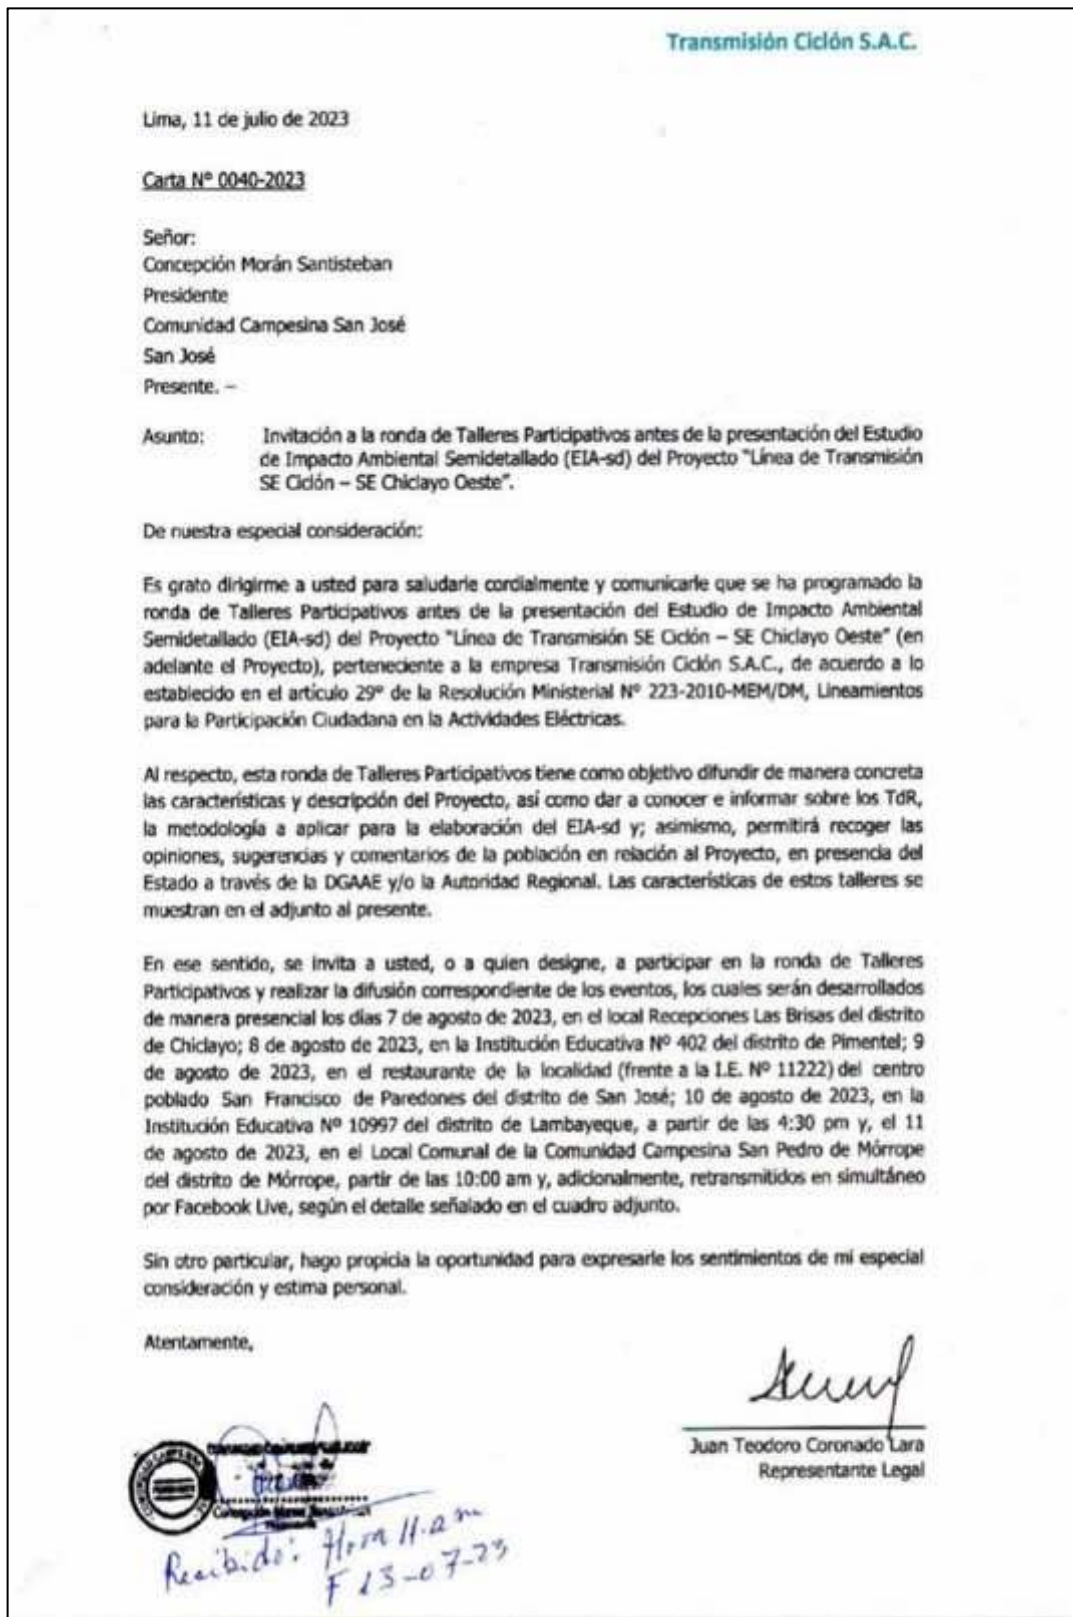 Transmisión Ciclón S.A.C.
Lima, 11 de julio de 2023
Carta Nº 0040-2023
Señor:
Concepción Morán Santisteban
Presidente
Comunidad Campesina San José
San José
Presente. –
Asunto: Invitación a la ronda de Talleres Participativos antes de la presentación del Estudio
de Impacto Ambiental Semidetallado (EIA-sd) del Proyecto "Línea de Transmisión
SE Ciclón – SE Chiclayo Oeste".
De nuestra especial consideración:
Es grato dirigirme a usted para saludarle cordialmente y comunicarle que se ha programado la
ronda de Talleres Participativos antes de la presentación del Estudio de Impacto Ambiental
Semidetallado (EIA-sd) del Proyecto "Línea de Transmisión SE Ciclón – SE Chiclayo Oeste" (en
adelante el Proyecto), perteneciente a la empresa Transmisión Ciclón S.A.C., de acuerdo a lo
establecido en el artículo 29º de la Resolución Ministerial Nº 223-2010-MEM/DM, Lineamientos
para la Participación Ciudadana en la Actividades Eléctricas.
Al respecto, esta ronda de Talleres Participativos tiene como objetivo difundir de manera concreta
las características y descripción del Proyecto, así como dar a conocer e informar sobre los TdR,
la metodología a aplicar para la elaboración del EIA-sd y; asimismo, permitirá recoger las
opiniones, sugerencias y comentarios de la población en relación al Proyecto, en presencia del
Estado a través de la DGAAE y/o la Autoridad Regional. Las características de estos talleres se
muestran en el adjunto al presente.
En ese sentido, se invita a usted, o a quien designe, a participar en la ronda de Talleres
Participativos y realizar la difusión correspondiente de los eventos, los cuales serán desarrollados
de manera presencial los días 7 de agosto de 2023, en el local Recepciones Las Brisas del distrito
de Chiclayo; 8 de agosto de 2023, en la Institución Educativa Nº 402 del distrito de Pimentel; 9
de agosto de 2023, en el restaurante de la localidad (frente a la I.E. Nº 11222) del centro
poblado San Francisco de Paredones del distrito de San José; 10 de agosto de 2023, en la
Institución Educativa Nº 10997 del distrito de Lambayeque, a partir de las 4:30 pm y, el 11
de agosto de 2023, en el Local Comunal de la Comunidad Campesina San Pedro de Mórrope
del distrito de Mórrope, partir de las 10:00 am y, adicionalmente, retransmitidos en simultáneo
por Facebook Live, según el detalle señalado en el cuadro adjunto.
Sin otro particular, hago propicia la oportunidad para expresarle los sentimientos de mi especial
consideración y estima personal.
Atentamente,
Juan Teodoro Coronado Lara
Representante Legal
Recibido: Hora 11.am
F 13-07-23